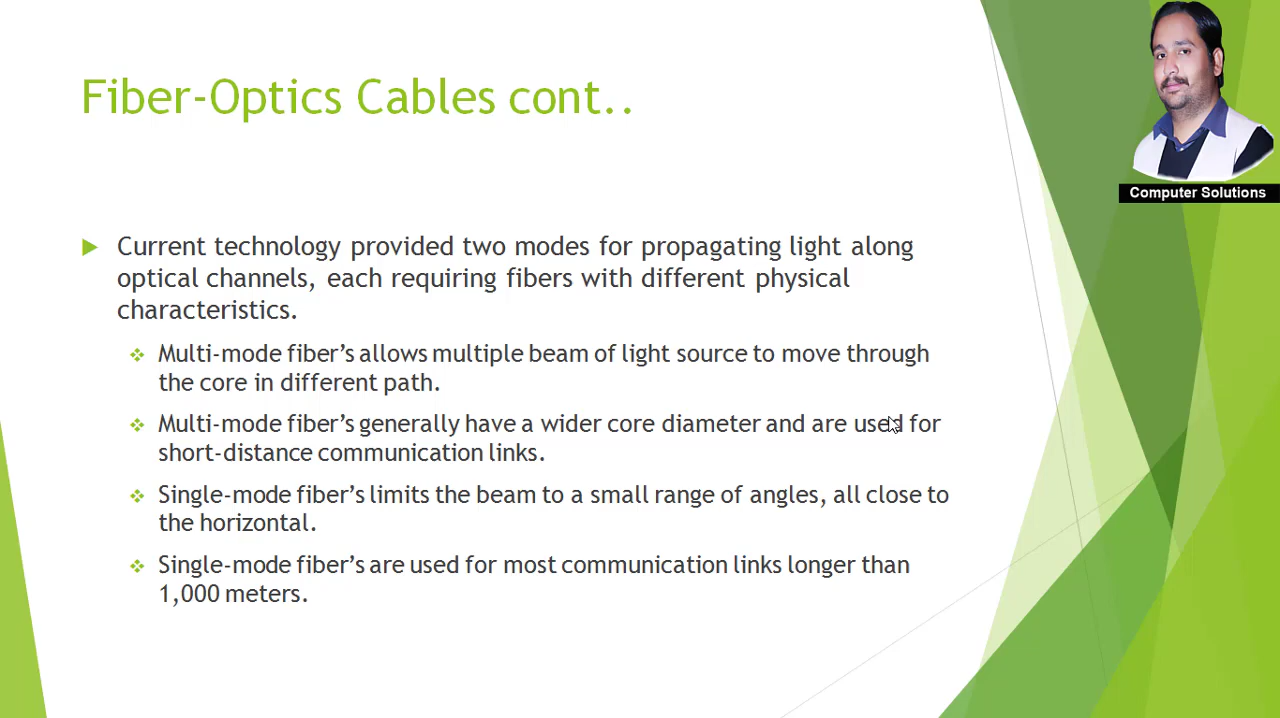 Fiber-Optics Cables cont..
Computer Solutions
Current technology provided two modes for propagating light along
optical channels, each requiring fibers with different physical
characteristics.
Multi-mode fiber’s allows multiple beam of light source to move through
the core in different path.
Multi-mode fiber’s generally have a wider core diameter and are used for
short-distance communication links.
Single-mode fiber’s limits the beam to a small range of angles, all close to
the horizontal.
Single-mode fiber’s are used for most communication links longer than
1,000 meters.